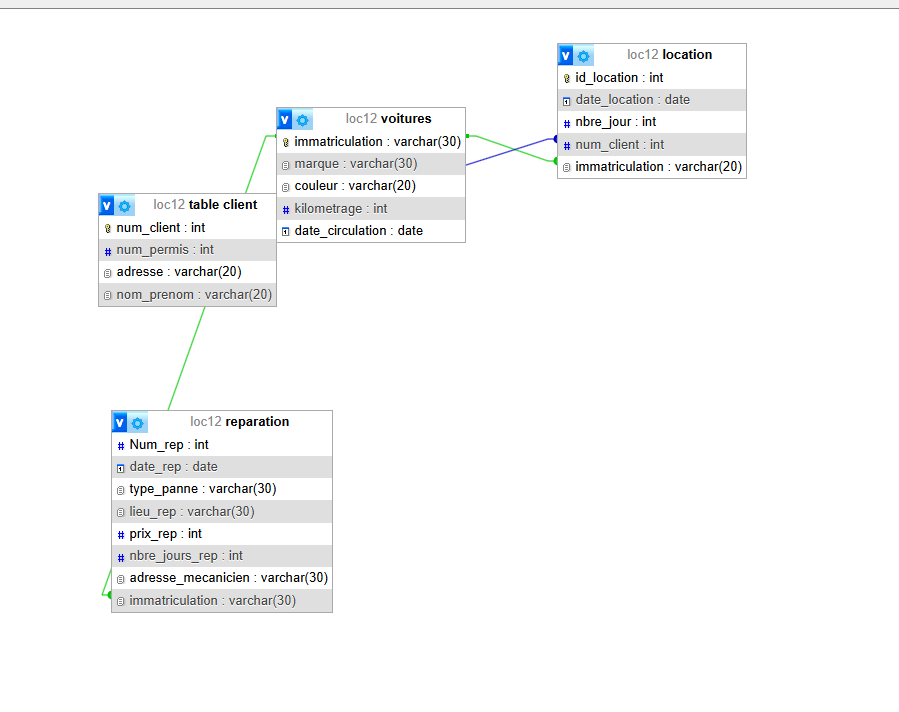 loc12 location
id_location : int
date_location : date
nbre_jour : int
num_client : int
immatriculation : varchar(20)
loc12 voitures
immatriculation : varchar(30)
marque : varchar(30)
couleur : varchar(20)
kilometrage : int
date_circulation : date
loc12 table client
num_client : int
num_permis : int
adresse : varchar(20)
nom_prenom : varchar(20)
loc12 reparation
Num_rep : int
date_rep : date
type_panne : varchar(30)
lieu_rep : varchar(30)
prix_rep : int
nbre_jours_rep : int
adresse_mecanicien : varchar(30)
immatriculation : varchar(30)